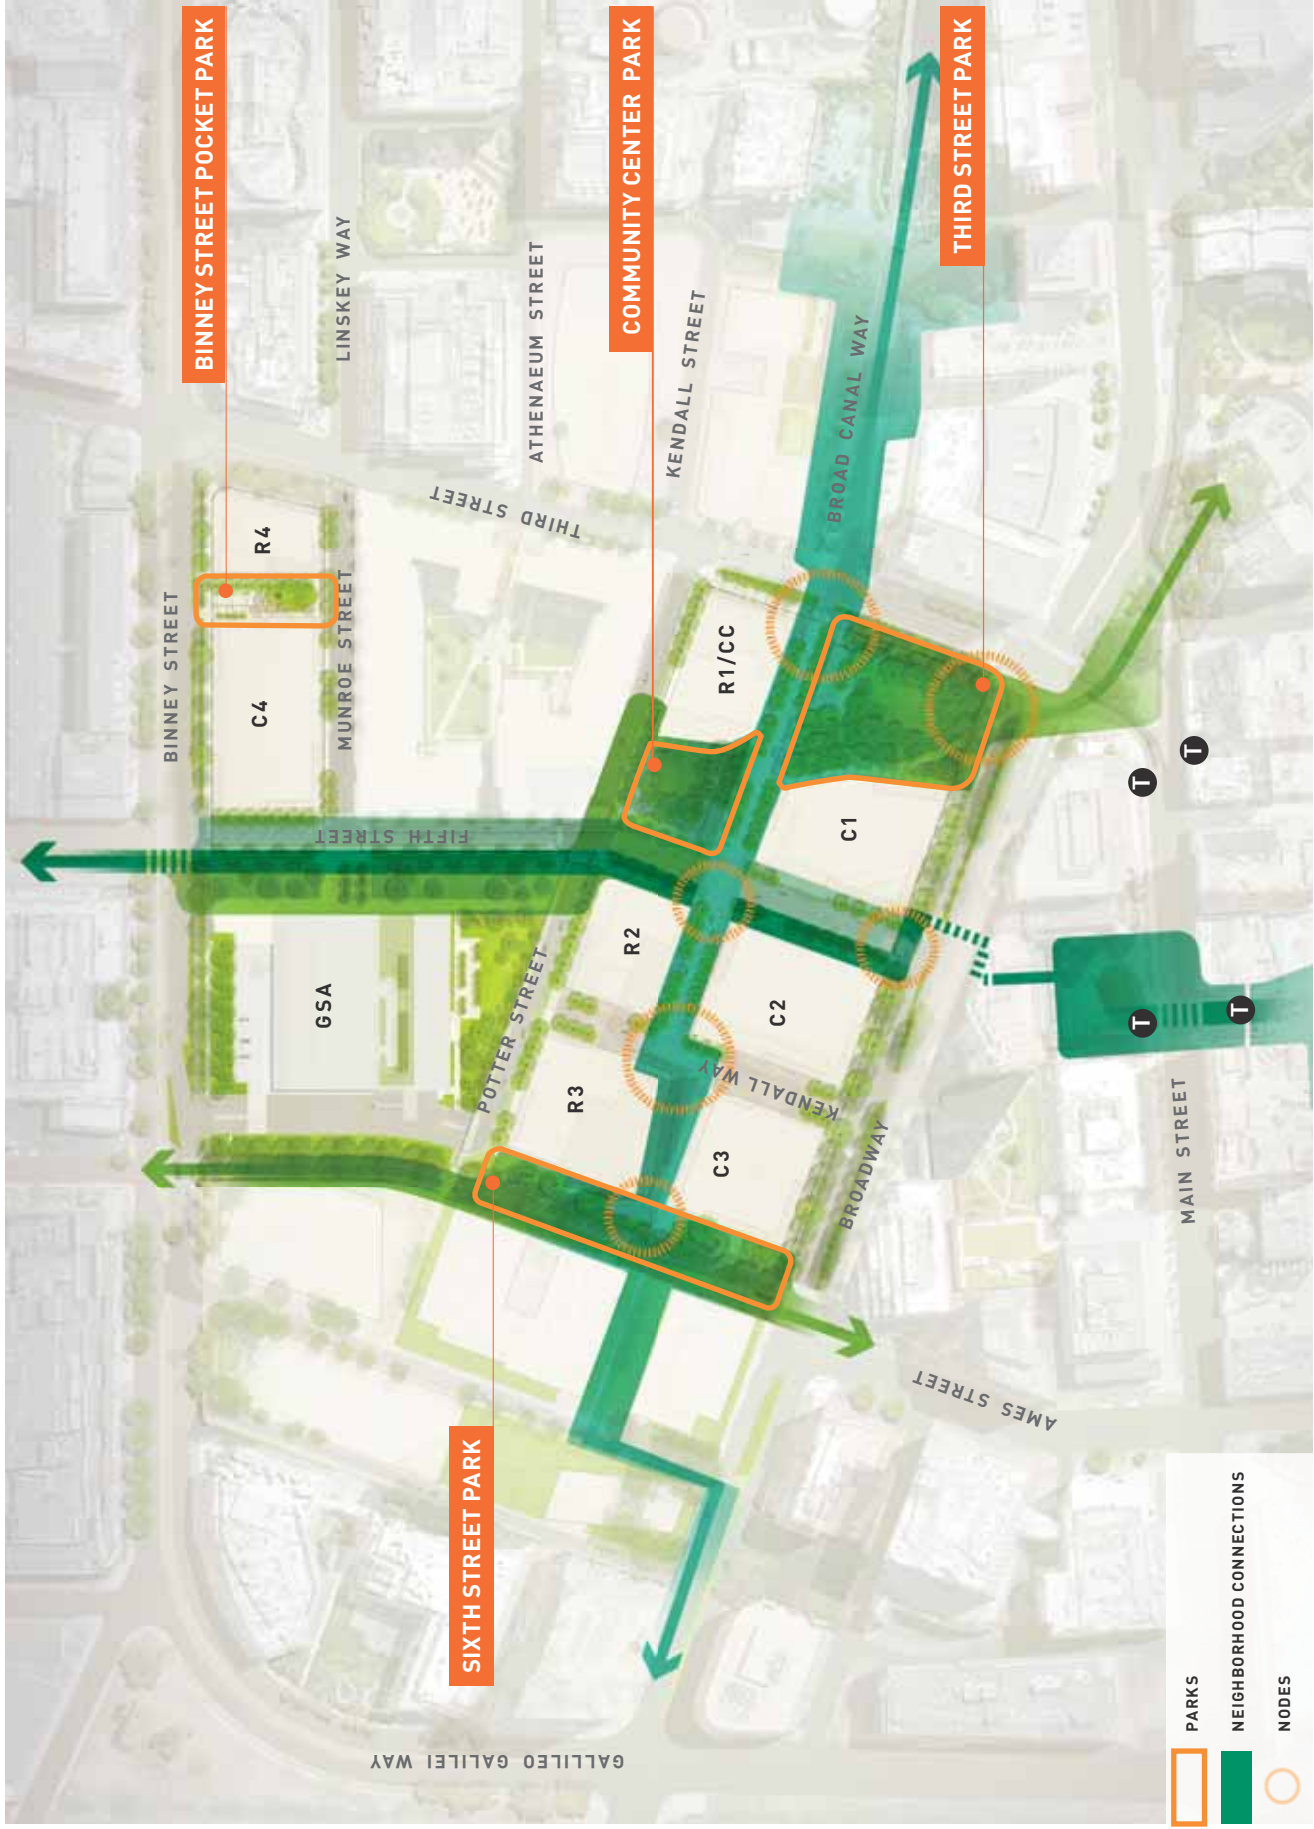 BINNEY STREET POCKET PARK
COMMUNITY CENTER PARK
THIRD STREET PARK
SIXTH STREET PARK
LINSKEY WAY
ATHENAEUM STREET
KENDALL STREET
BROAD CANAL WAY
THIRD STREET
BINNEY STREET
MUNROE STREET
R4
C4
FIFTH STREET
R1/CC
C1
GSA
R2
C2
POTTER STREET
R3
KENDALL WAY
C3
BROADWAY
MAIN STREET
AMES STREET
GALLILEO GALILEI WAY
T
T
T
T
PARKS
NEIGHBORHOOD CONNECTIONS
NODES